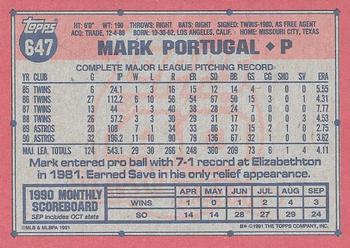 Topps
647
HT: 6'0" WT: 190 THROWS: RIGHT BATS: RIGHT SIGNED: TWINS-1980, AS FREE AGENT
ACQ: TRADE, 12-4-88 BORN: 10-30-62, LOS ANGELES, CALIF. HOME: MISSOURI CITY, TEXAS
MARK PORTUGAL • P
COMPLETE MAJOR LEAGUE PITCHING RECORD
YR CLUB G IP W L R ER SO BB GS CG SHO SV ERA
85 TWINS 6 24.1 1 3 16 15 12 14 4 0 0 0 5.55
86 TWINS 27 112.2 6 10 56 54 67 50 15 3 0 1 4.31
87 TWINS 13 44 1 3 40 38 28 24 7 0 0 0 7.77
88 TWINS 26 57.2 3 3 30 29 31 17 0 0 0 3 4.53
89 ASTROS 20 108 7 1 34 33 86 37 15 2 1 0 2.75
90 ASTROS 32 196.2 11 10 90 79 136 67 32 1 0 0 3.62
MAJ. LEA. TOTALS 124 543.1 29 30 266 248 360 209 73 6 1 4 4.11
Mark entered pro ball with 7-1 record at Elizabethton
in 1981. Earned Save in his only relief appearance.
1990 MONTHLY
SCOREBOARD
SEP Includes OCT stats
APR MAY JUN JUL AUG SEP
WINS
SO 14 28 14 27 29 24
©MLB & MLBPA 1991
B* ©1991 THE TOPPS COMPANY, INC.